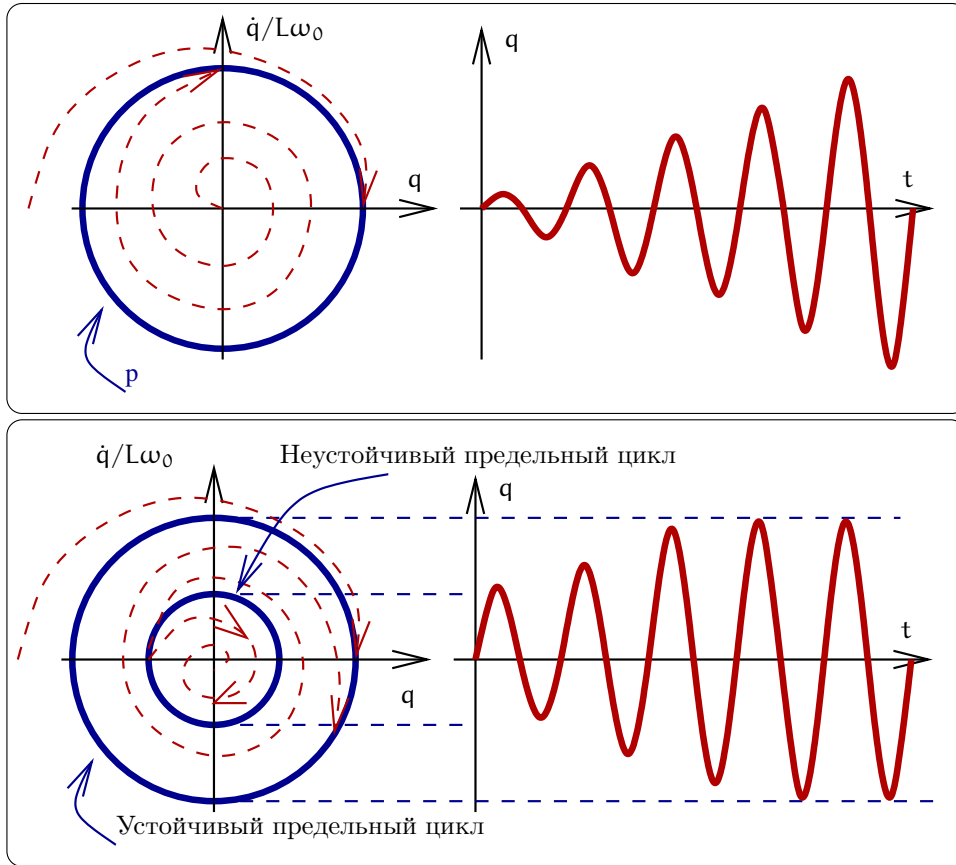 q̇/Lω₀
q
q
t
p
q̇/Lω₀
Неустойчивый предельный цикл
q
t
q
Устойчивый предельный цикл